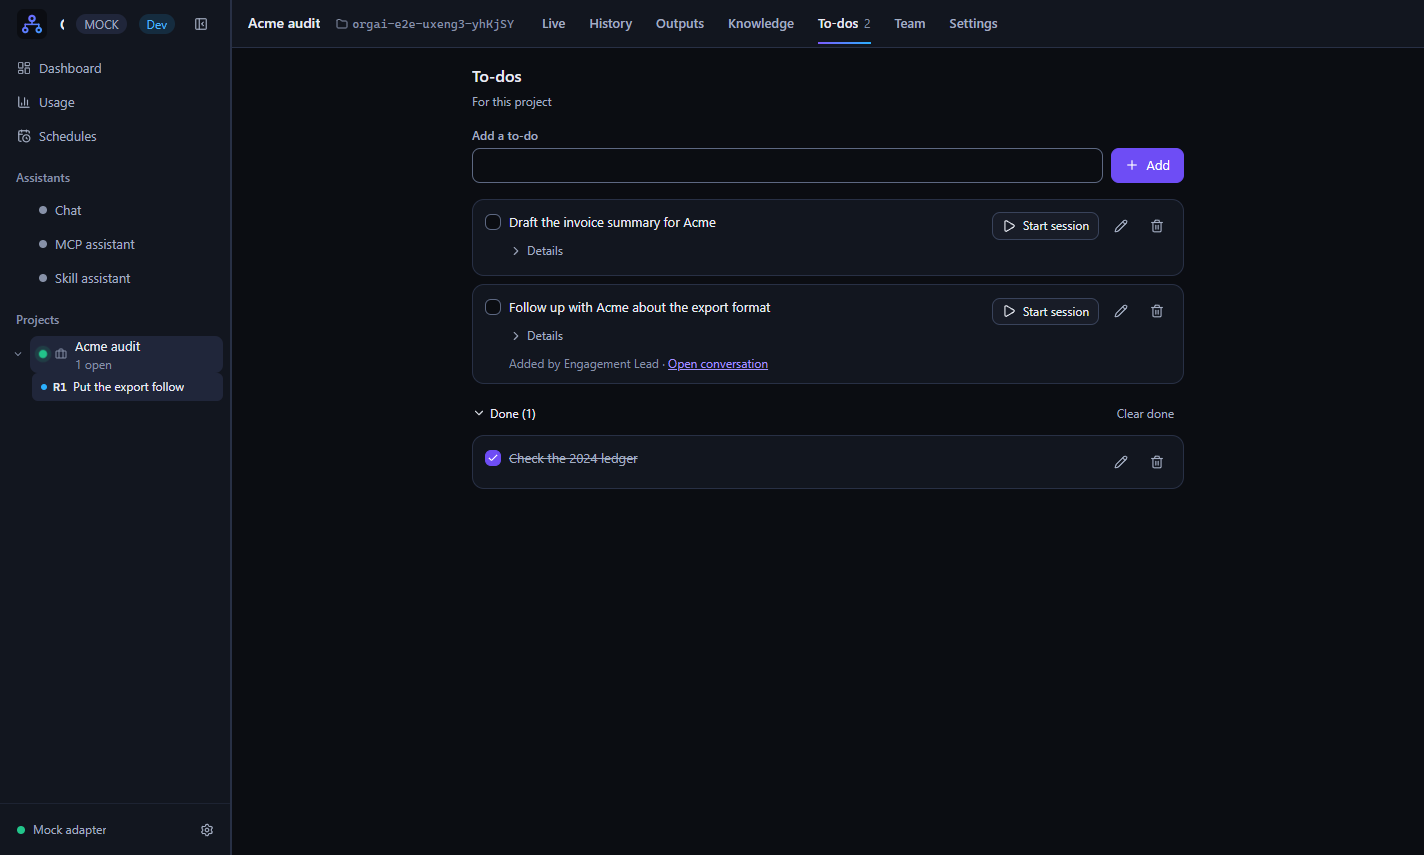 MOCK
Dev
Dashboard
Usage
Schedules
Assistants
Chat
MCP assistant
Skill assistant
Projects
Acme audit
1 open
R1 Put the export follow
Mock adapter
Acme audit orgai-e2e-uxeng3-yhKjSY Live History Outputs Knowledge To-dos 2 Team Settings
To-dos
For this project
Add a to-do
Add
Draft the invoice summary for Acme
Start session
Details
Follow up with Acme about the export format
Start session
Details
Added by Engagement Lead · Open conversation
Done (1)
Clear done
Check the 2024 ledger